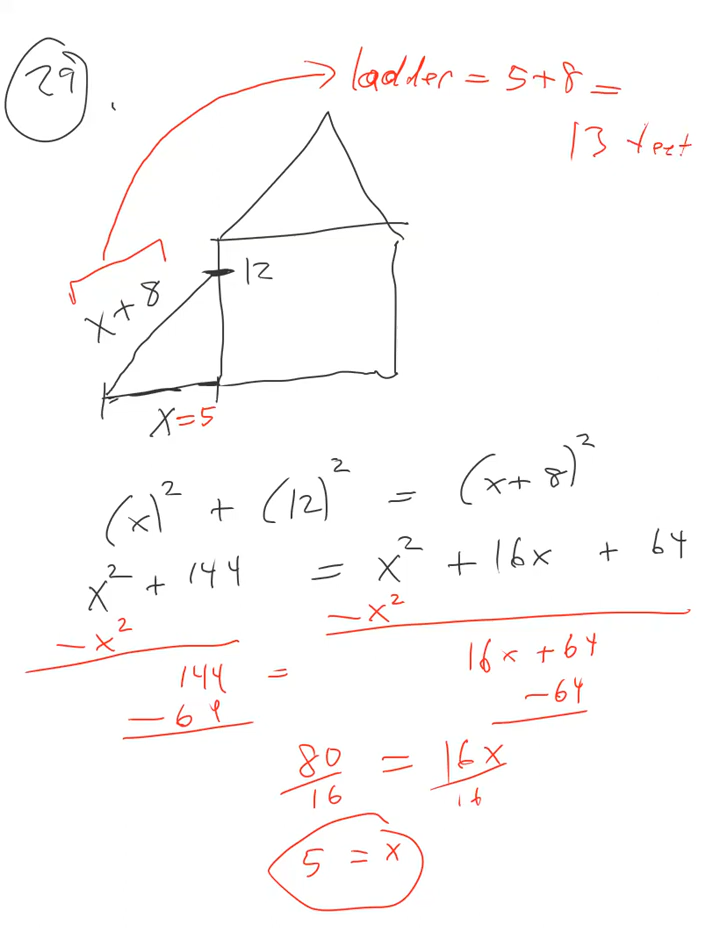 29.
ladder = 5+8 =
13 feet
x+8
12
x=5
(x)² + (12)² = (x+8)²
x² + 144 = x² + 16x + 64
-x² -x²
144 = 16x + 64
-64 -64
80/16 = 16x/16
5 = x